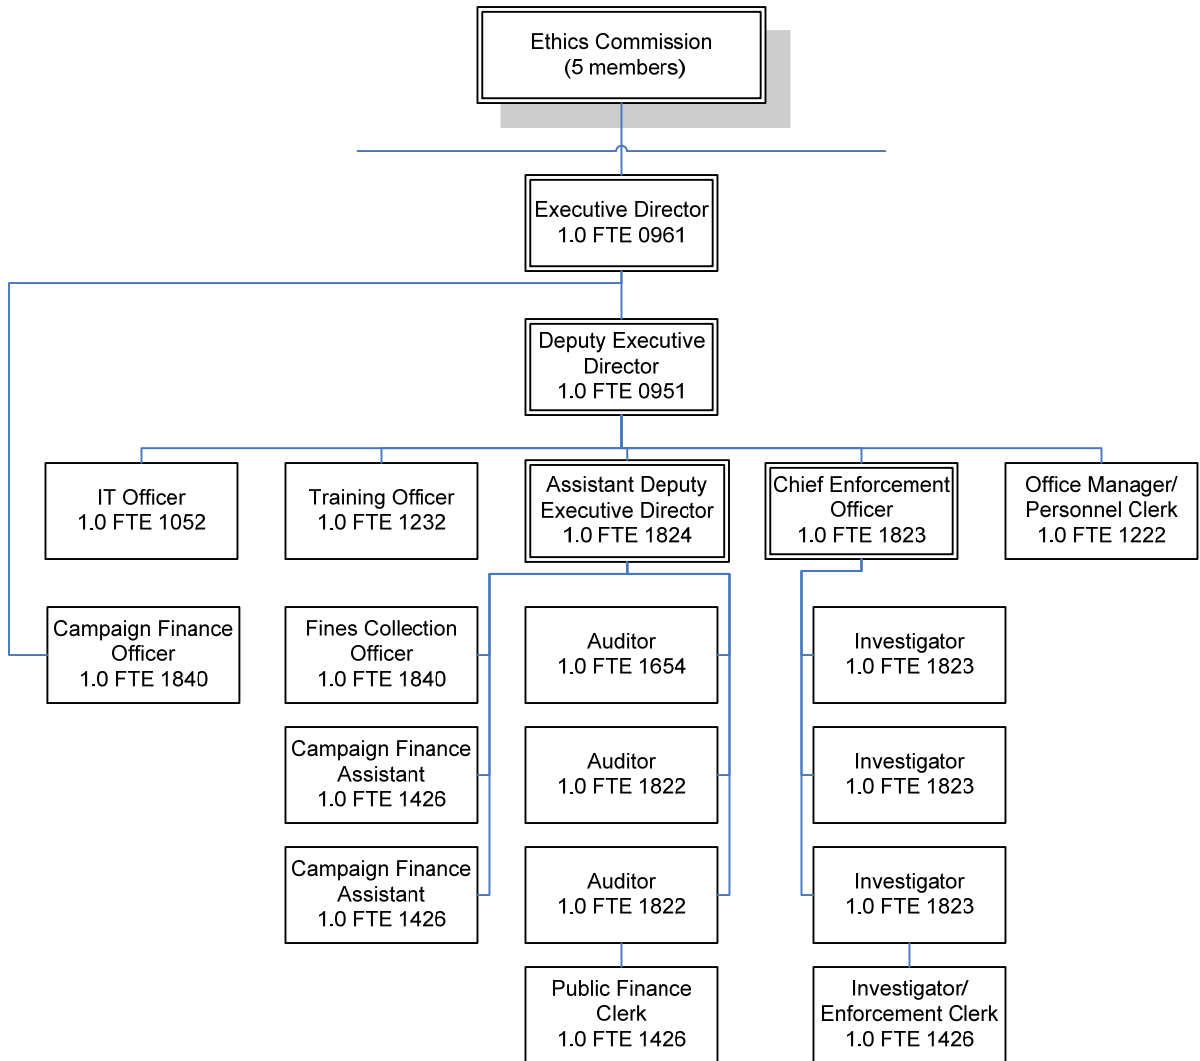 Ethics Commission
(5 members)
Executive Director
1.0 FTE 0961
Deputy Executive
Director
1.0 FTE 0951
IT Officer
1.0 FTE 1052
Training Officer
1.0 FTE 1232
Assistant Deputy
Executive Director
1.0 FTE 1824
Chief Enforcement
Officer
1.0 FTE 1823
Office Manager/
Personnel Clerk
1.0 FTE 1222
Campaign Finance
Officer
1.0 FTE 1840
Fines Collection
Officer
1.0 FTE 1840
Auditor
1.0 FTE 1654
Investigator
1.0 FTE 1823
Campaign Finance
Assistant
1.0 FTE 1426
Auditor
1.0 FTE 1822
Investigator
1.0 FTE 1823
Campaign Finance
Assistant
1.0 FTE 1426
Auditor
1.0 FTE 1822
Investigator
1.0 FTE 1823
Public Finance
Clerk
1.0 FTE 1426
Investigator/
Enforcement Clerk
1.0 FTE 1426